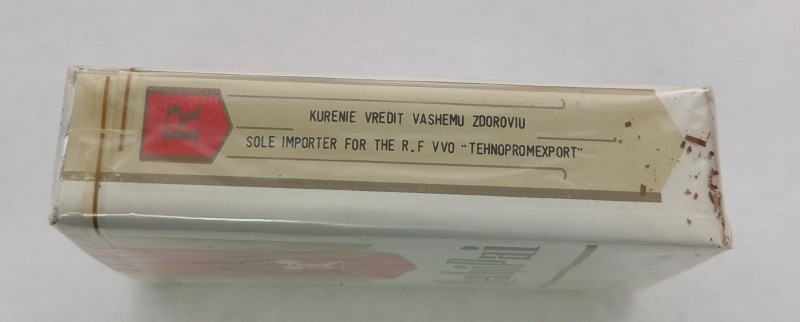 R
KURENIE VREDIT VASHEMU ZDOROVIU
SOLE IMPORTER FOR THE R.F VVO "TEHNOPROMEXPORT"